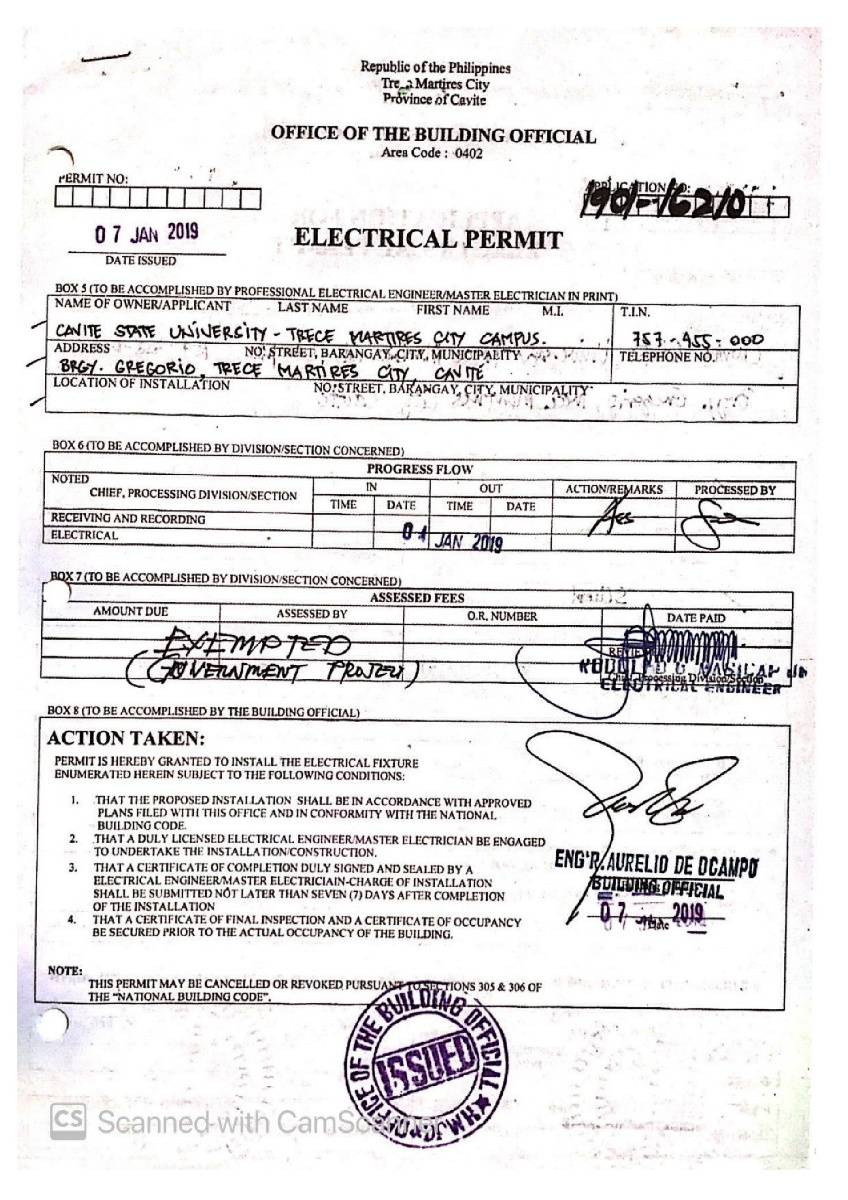 Republic of the Philippines
Tre e Martires City
Province of Cavite
OFFICE OF THE BUILDING OFFICIAL
Area Code : 0402
PERMIT NO:
APPLICATION NO:
1901-16210
07 JAN 2019
DATE ISSUED
ELECTRICAL PERMIT
BOX 5 (TO BE ACCOMPLISHED BY PROFESSIONAL ELECTRICAL ENGINEER/MASTER ELECTRICIAN IN PRINT)
NAME OF OWNER/APPLICANT LAST NAME FIRST NAME M.I. T.I.N.
CAVITE STATE UNIVERSITY - TRECE MARTIRES CITY CAMPUS. 757-955-000
ADDRESS NO. STREET, BARANGAY, CITY, MUNICIPALITY TELEPHONE NO.
BRGY. GREGORIO, TRECE MARTIRES CITY CAVITE
LOCATION OF INSTALLATION NO. STREET, BARANGAY, CITY, MUNICIPALITY
BOX 6 (TO BE ACCOMPLISHED BY DIVISION/SECTION CONCERNED)
PROGRESS FLOW
NOTED
CHIEF, PROCESSING DIVISION/SECTION IN OUT ACTION/REMARKS PROCESSED BY
TIME DATE TIME DATE
RECEIVING AND RECORDING
ELECTRICAL 04 JAN 2019
BOX 7 (TO BE ACCOMPLISHED BY DIVISION/SECTION CONCERNED)
ASSESSED FEES
AMOUNT DUE ASSESSED BY O.R. NUMBER DATE PAID
EXEMPTED
(GOVERNMENT PROJECT)
Chief, Processing Division/Section
ELECTRICAL ENGINEER
BOX 8 (TO BE ACCOMPLISHED BY THE BUILDING OFFICIAL)
ACTION TAKEN:
PERMIT IS HEREBY GRANTED TO INSTALL THE ELECTRICAL FIXTURE
ENUMERATED HEREIN SUBJECT TO THE FOLLOWING CONDITIONS:
1. THAT THE PROPOSED INSTALLATION SHALL BE IN ACCORDANCE WITH APPROVED
PLANS FILED WITH THIS OFFICE AND IN CONFORMITY WITH THE NATIONAL
BUILDING CODE.
2. THAT A DULY LICENSED ELECTRICAL ENGINEER/MASTER ELECTRICIAN BE ENGAGED
TO UNDERTAKE THE INSTALLATION/CONSTRUCTION.
3. THAT A CERTIFICATE OF COMPLETION DULY SIGNED AND SEALED BY A
ELECTRICAL ENGINEER/MASTER ELECTRICIAIN-CHARGE OF INSTALLATION
SHALL BE SUBMITTED NOT LATER THAN SEVEN (7) DAYS AFTER COMPLETION
OF THE INSTALLATION
4. THAT A CERTIFICATE OF FINAL INSPECTION AND A CERTIFICATE OF OCCUPANCY
BE SECURED PRIOR TO THE ACTUAL OCCUPANCY OF THE BUILDING.
ENG'R. AURELIO DE OCAMPO
BUILDING OFFICIAL
07 2019
Date
NOTE:
THIS PERMIT MAY BE CANCELLED OR REVOKED PURSUANT TO SECTIONS 305 & 306 OF
THE "NATIONAL BUILDING CODE".
OFFICE OF THE BUILDING OFFICIAL
ISSUED
CS Scanned with CamScanner